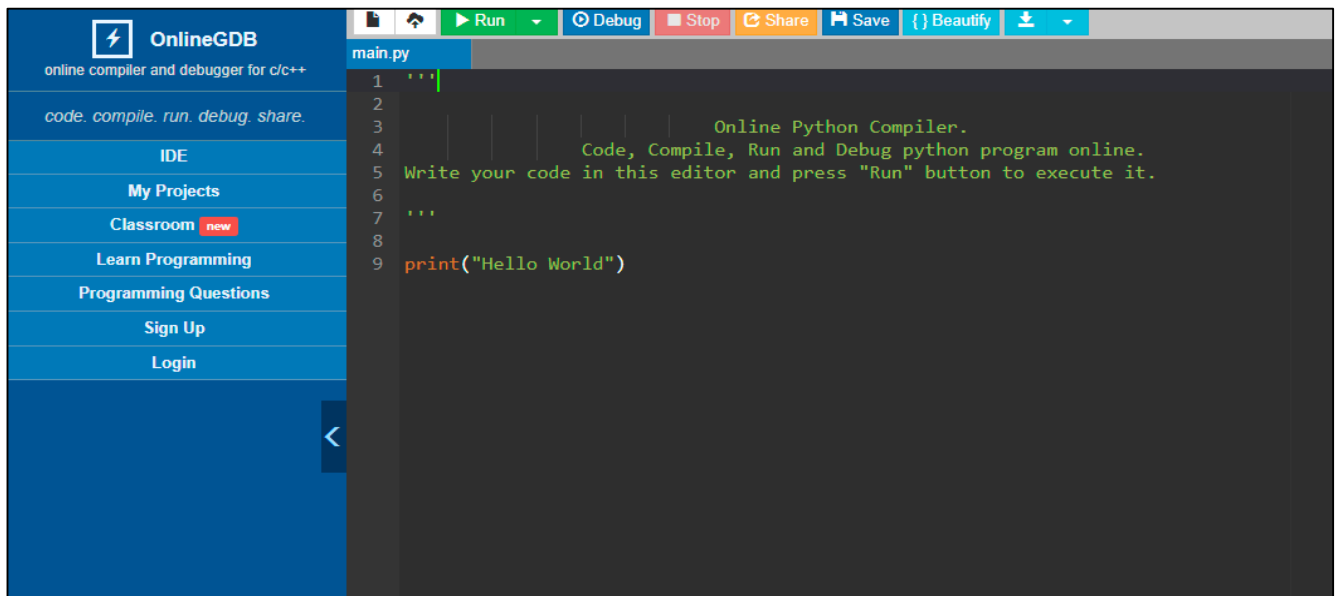 OnlineGDB
online compiler and debugger for c/c++
code. compile. run. debug. share.
IDE
My Projects
Classroom new
Learn Programming
Programming Questions
Sign Up
Login
Run Debug Stop Share Save { } Beautify
main.py
1 '''
2
3 Online Python Compiler.
4 Code, Compile, Run and Debug python program online.
5 Write your code in this editor and press "Run" button to execute it.
6
7 '''
8
9 print("Hello World")